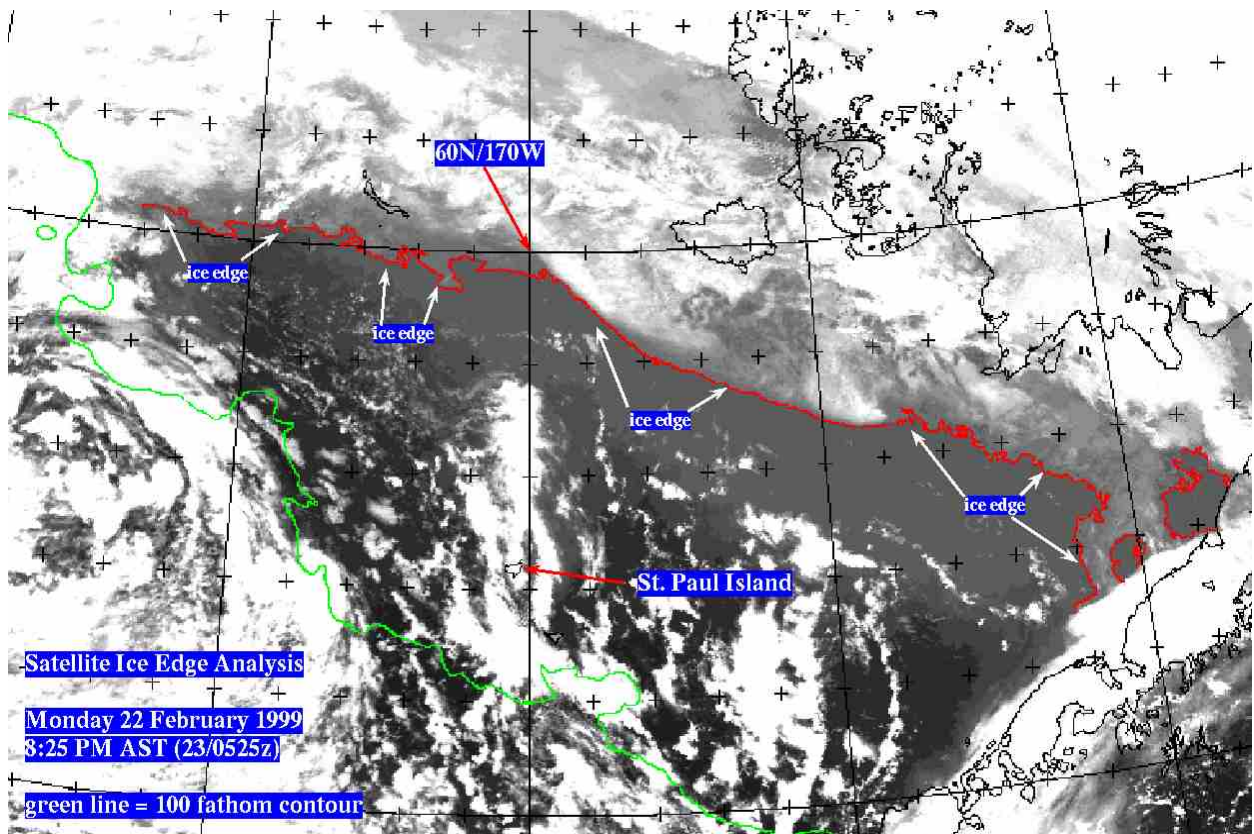 60N/170W
ice edge
ice edge
ice edge
ice edge
St. Paul Island
Satellite Ice Edge Analysis
Monday 22 February 1999
8:25 PM AST (23/0525z)
green line = 100 fathom contour